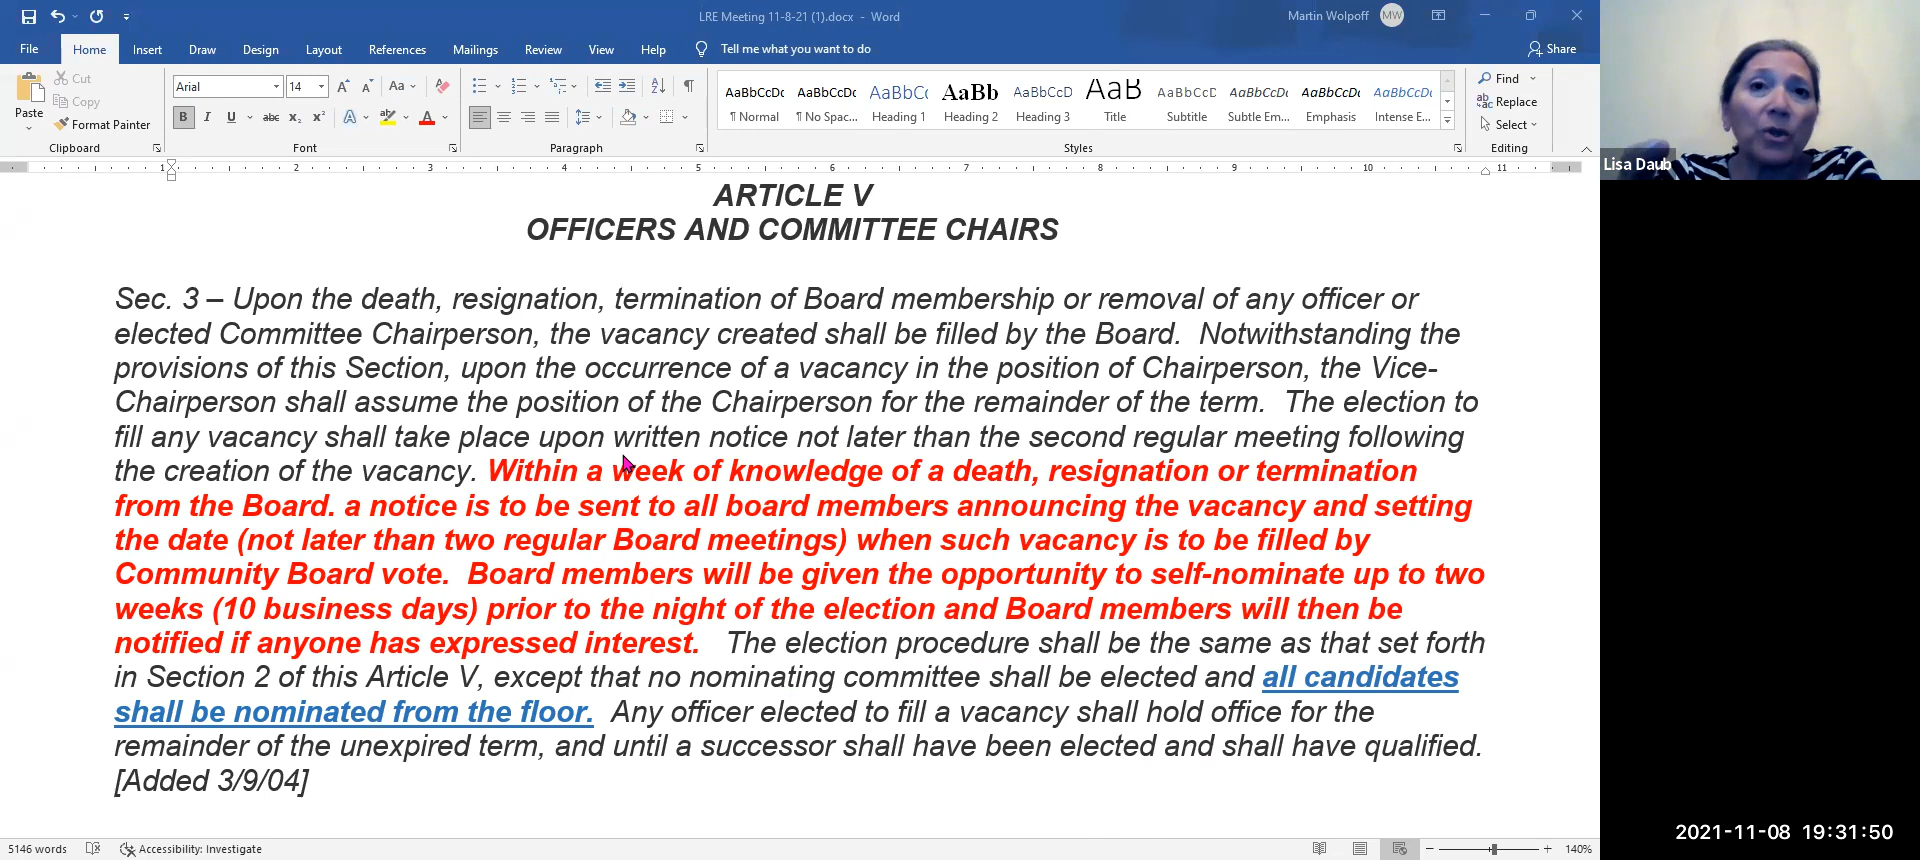 LRE Meeting 11-8-21 (1).docx - Word
Martin Wolpoff MW
File Home Insert Draw Design Layout References Mailings Review View Help Tell me what you want to do Share
Paste
Cut
Copy
Format Painter
Clipboard
Arial 14
Font
Paragraph
AaBbCcDc AaBbCcDc AaBbC( AaBb AaBbCcD AaB AaBbCcD AaBbCcDc AaBbCcDc AaBbCcDc
¶ Normal ¶ No Spac... Heading 1 Heading 2 Heading 3 Title Subtitle Subtle Em... Emphasis Intense E...
Styles
Find
Replace
Select
Editing
1 2 3 4 5 6 7 8 9 10 11
Lisa Daub
ARTICLE V
OFFICERS AND COMMITTEE CHAIRS
Sec. 3 – Upon the death, resignation, termination of Board membership or removal of any officer or
elected Committee Chairperson, the vacancy created shall be filled by the Board. Notwithstanding the
provisions of this Section, upon the occurrence of a vacancy in the position of Chairperson, the Vice-
Chairperson shall assume the position of the Chairperson for the remainder of the term. The election to
fill any vacancy shall take place upon written notice not later than the second regular meeting following
the creation of the vacancy. Within a week of knowledge of a death, resignation or termination
from the Board. a notice is to be sent to all board members announcing the vacancy and setting
the date (not later than two regular Board meetings) when such vacancy is to be filled by
Community Board vote. Board members will be given the opportunity to self-nominate up to two
weeks (10 business days) prior to the night of the election and Board members will then be
notified if anyone has expressed interest. The election procedure shall be the same as that set forth
in Section 2 of this Article V, except that no nominating committee shall be elected and all candidates
shall be nominated from the floor. Any officer elected to fill a vacancy shall hold office for the
remainder of the unexpired term, and until a successor shall have been elected and shall have qualified.
[Added 3/9/04]
2021-11-08 19:31:50
5146 words Accessibility: Investigate 140%